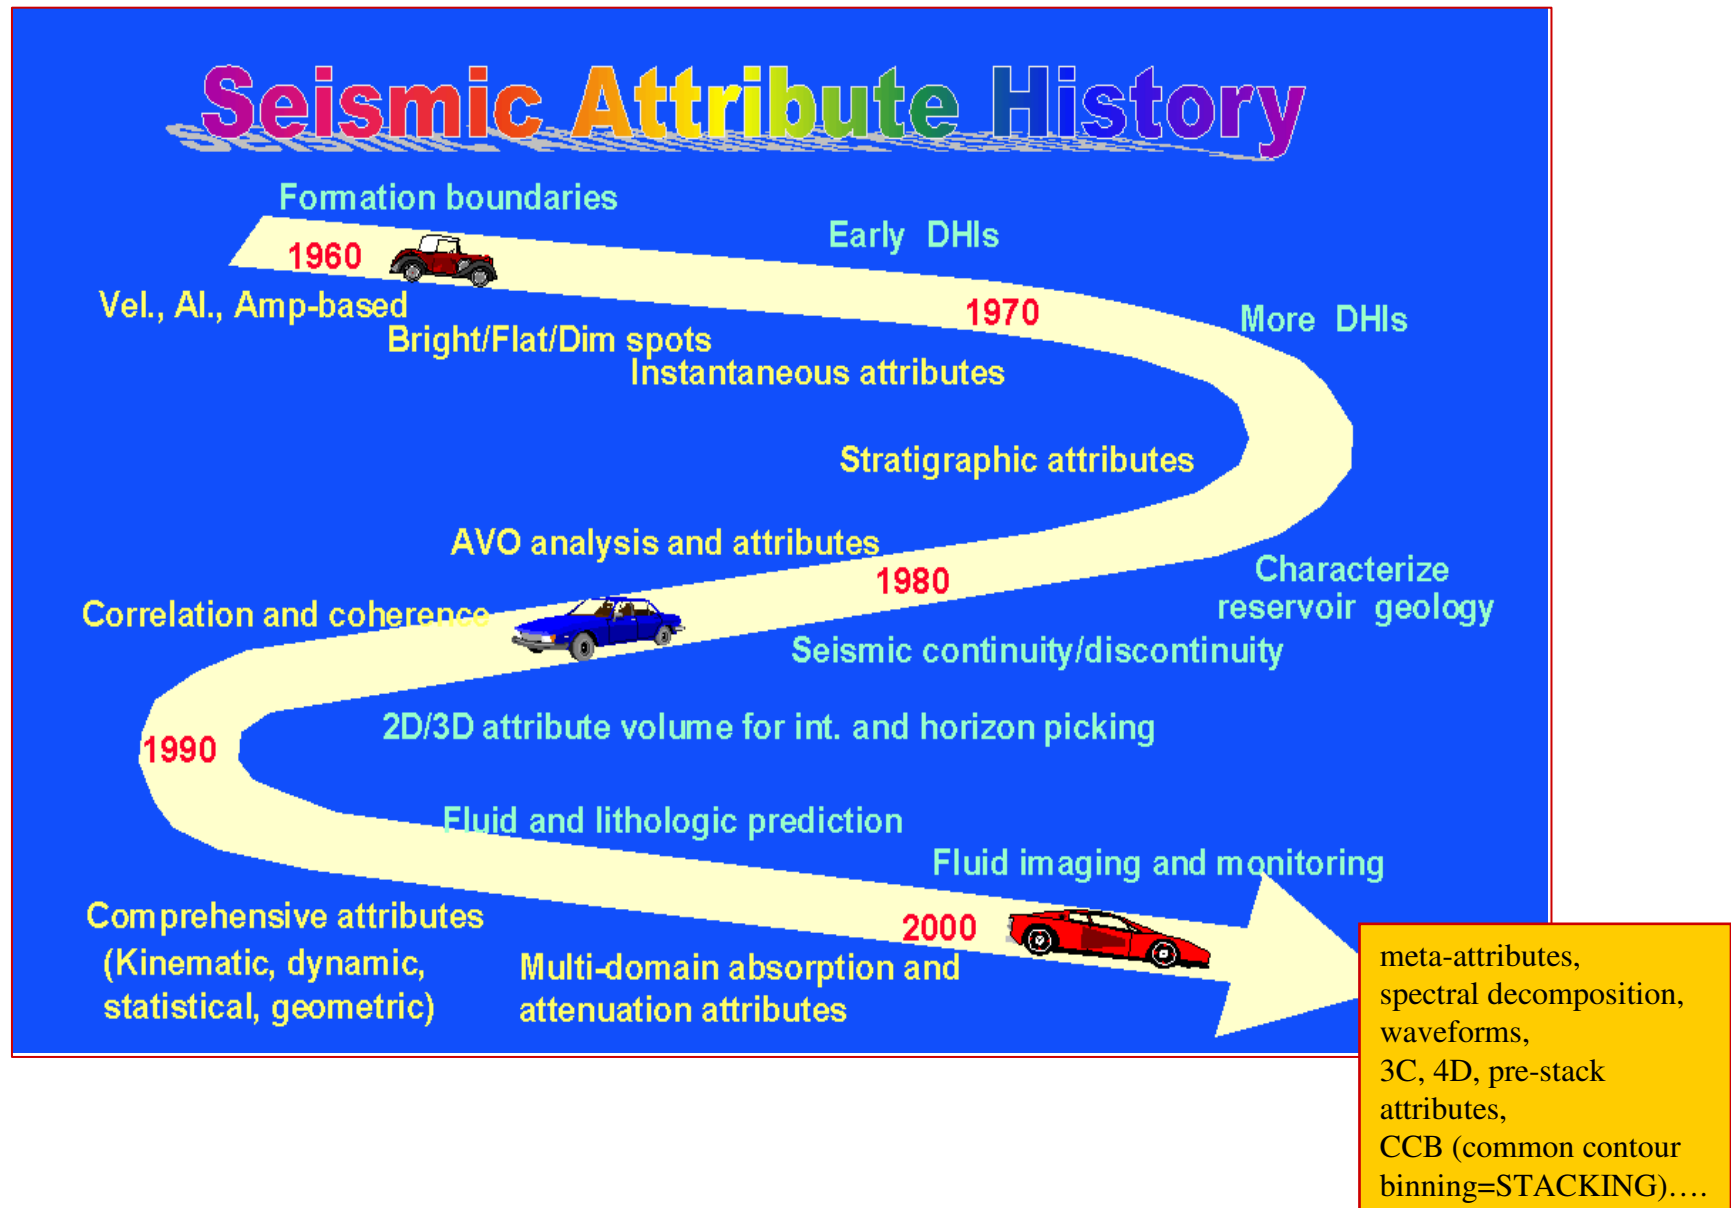 Seismic Attribute History
Formation boundaries
Early DHIs
1960
Vel., AI., Amp-based
1970
More DHIs
Bright/Flat/Dim spots
Instantaneous attributes
Stratigraphic attributes
AVO analysis and attributes
1980
Characterize
reservoir geology
Correlation and coherence
Seismic continuity/discontinuity
2D/3D attribute volume for int. and horizon picking
1990
Fluid and lithologic prediction
Fluid imaging and monitoring
Comprehensive attributes
(Kinematic, dynamic,
statistical, geometric)
2000
Multi-domain absorption and
attenuation attributes
meta-attributes,
spectral decomposition,
waveforms,
3C, 4D, pre-stack
attributes,
CCB (common contour
binning=STACKING)….